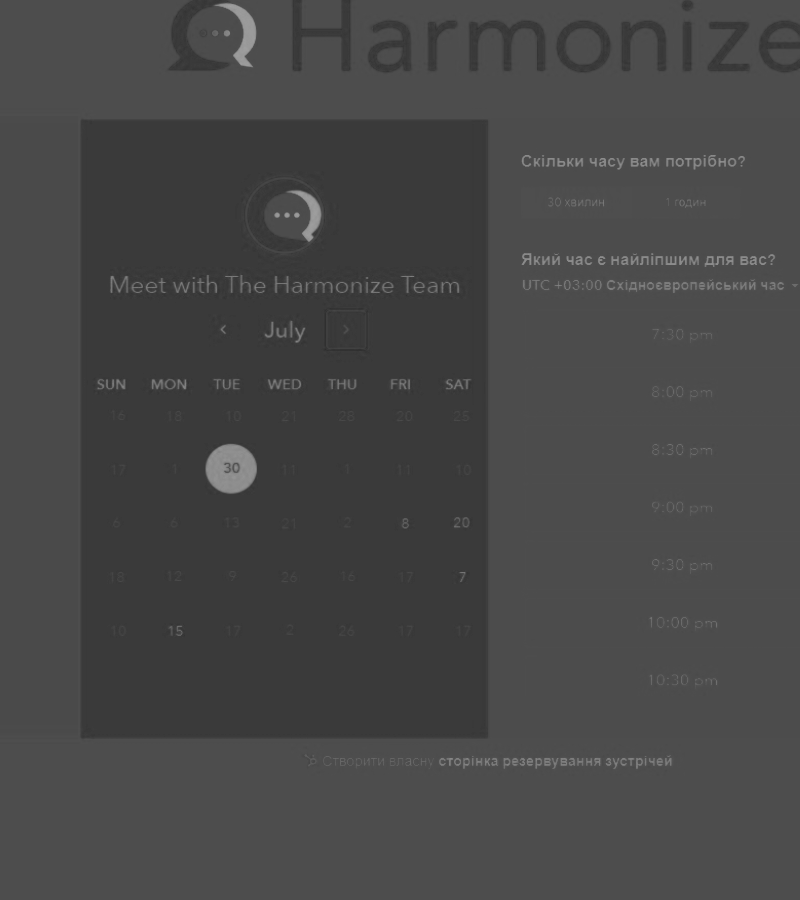 Harmonize
Meet with The Harmonize Team
July
SUN MON TUE WED THU FRI SAT
16 18 10 21 28 20 25
17 1 30 11 1 11 16
6 6 13 21 2 8 20
18 12 9 26 16 17 7
10 15 17 2 26 17 17
Скільки часу вам потрібно?
30 хвилин 1 годин
Який час є найліпшим для вас?
UTC +03:00 Східноєвропейський час
7:30 pm
8:00 pm
8:30 pm
9:00 pm
9:30 pm
10:00 pm
10:30 pm
Створити власну сторінка резервування зустрічей